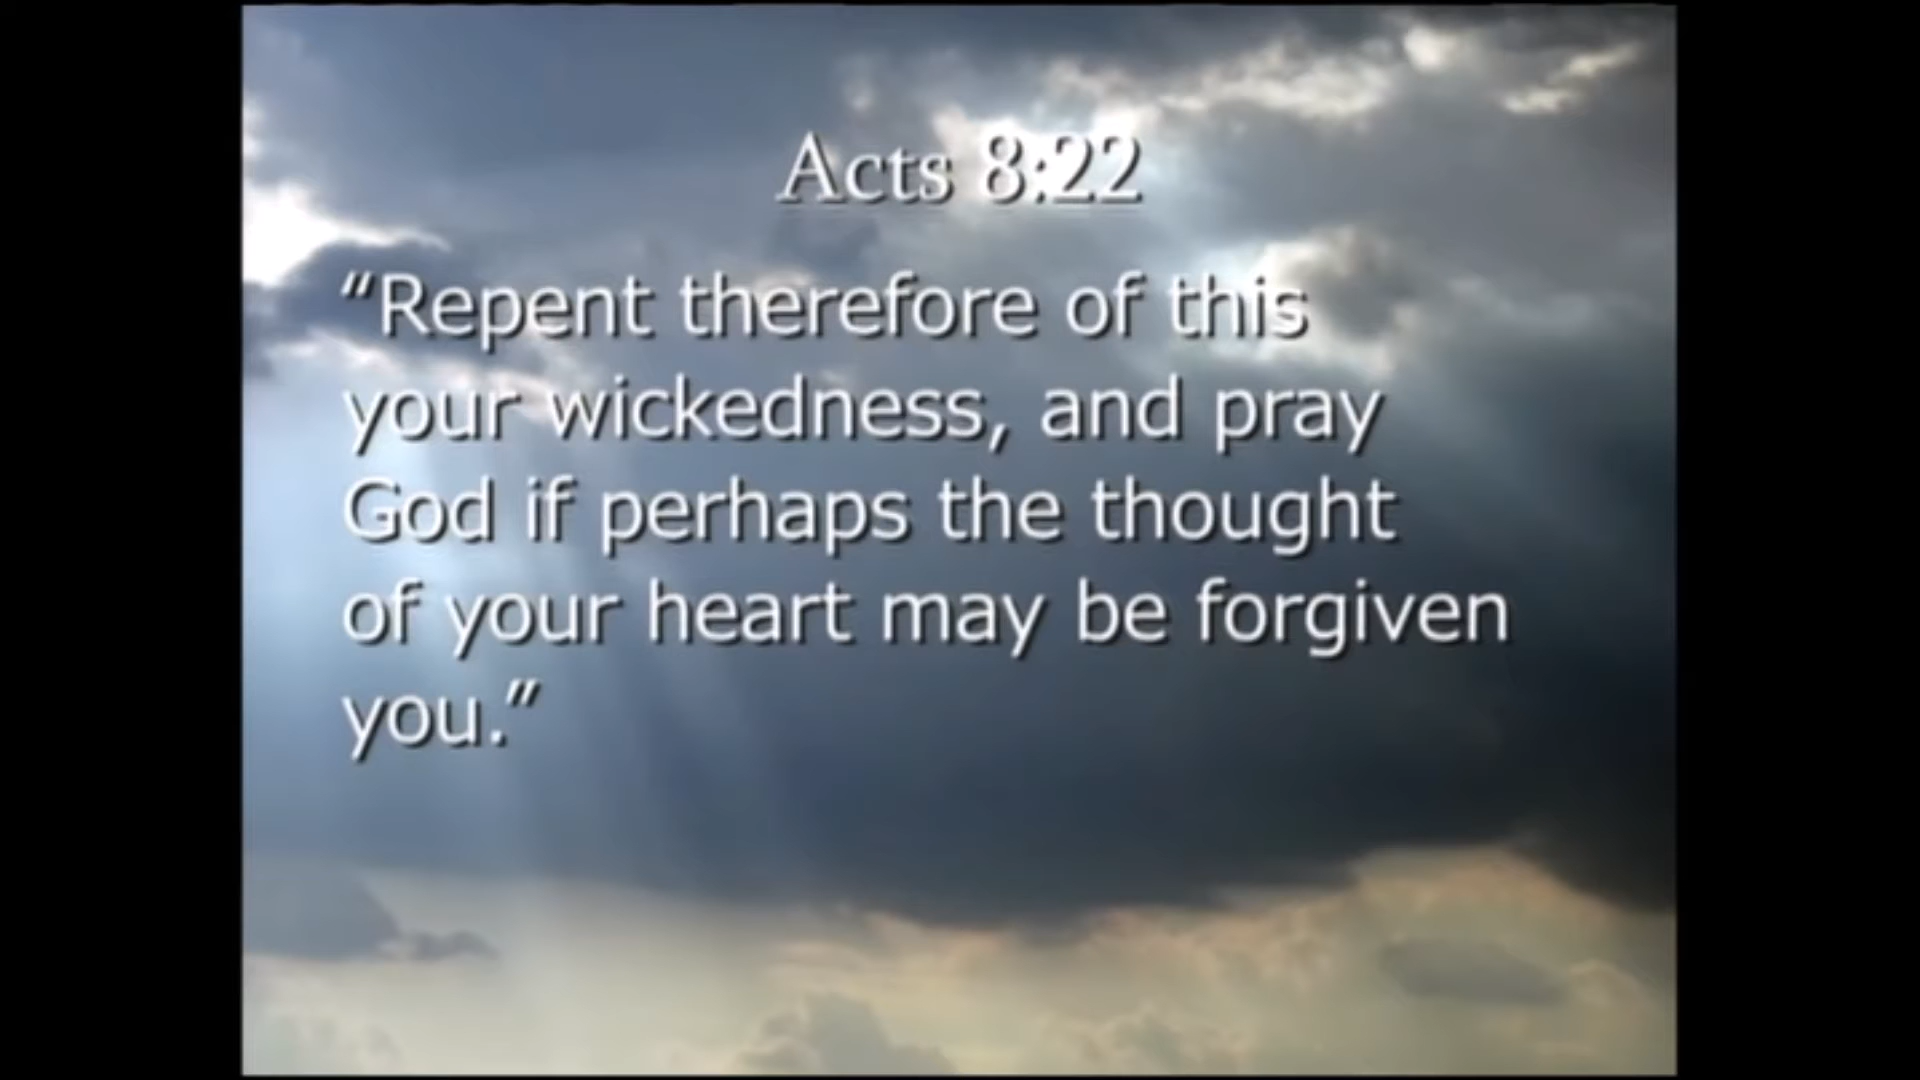 Acts 8:22
“Repent therefore of this
your wickedness, and pray
God if perhaps the thought
of your heart may be forgiven
you.”